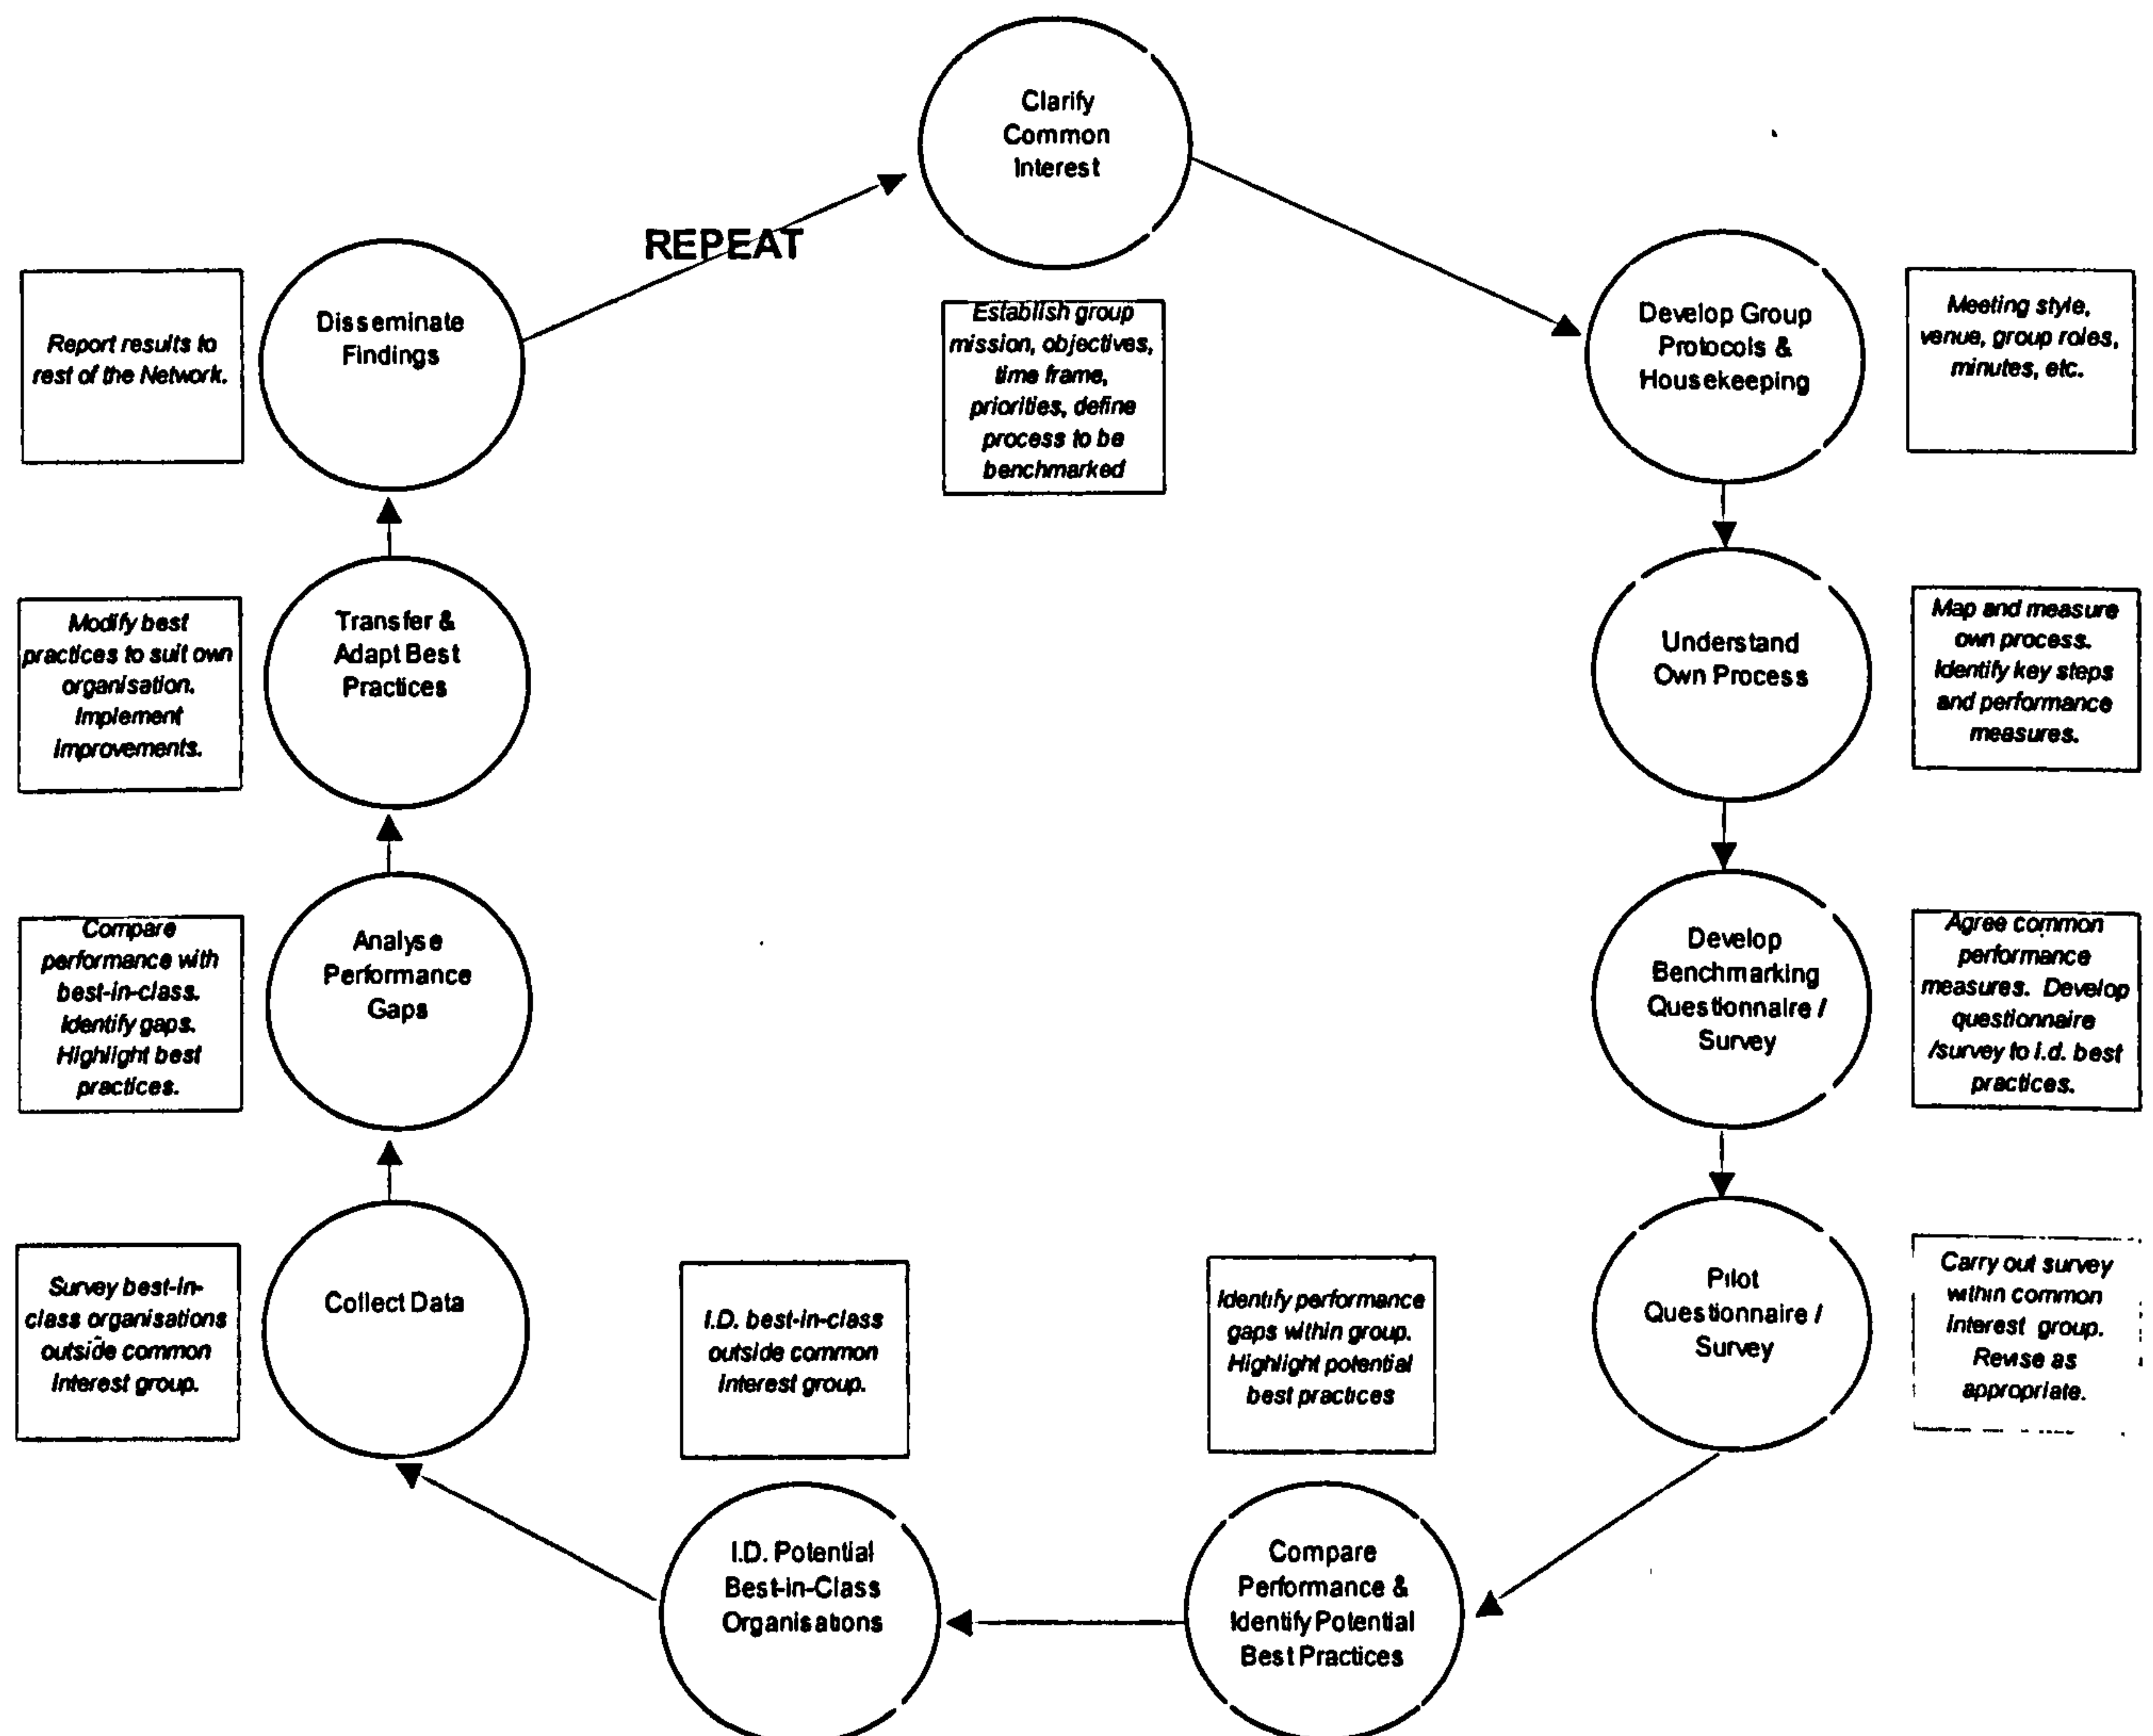 Clarify
Common
Interest
REPEAT
Establish group
mission, objectives,
time frame,
priorities, define
process to be
benchmarked
Develop Group
Protocols &
Housekeeping
Meeting style,
venue, group roles,
minutes, etc.
Understand
Own Process
Map and measure
own process.
Identify key steps
and performance
measures.
Develop
Benchmarking
Questionnaire /
Survey
Agree common
performance
measures. Develop
questionnaire
/survey to i.d. best
practices.
Pilot
Questionnaire /
Survey
Carry out survey
within common
interest group.
Revise as
appropriate.
Compare
Performance &
Identify Potential
Best Practices
Identify performance
gaps within group.
Highlight potential
best practices
I.D. Potential
Best-in-Class
Organisations
I.D. best-in-class
outside common
interest group.
Collect Data
Survey best-in-
class organisations
outside common
interest group.
Analyse
Performance
Gaps
Compare
performance with
best-in-class.
Identify gaps.
Highlight best
practices.
Transfer &
Adapt Best
Practices
Modify best
practices to suit own
organisation.
Implement
improvements.
Disseminate
Findings
Report results to
rest of the Network.